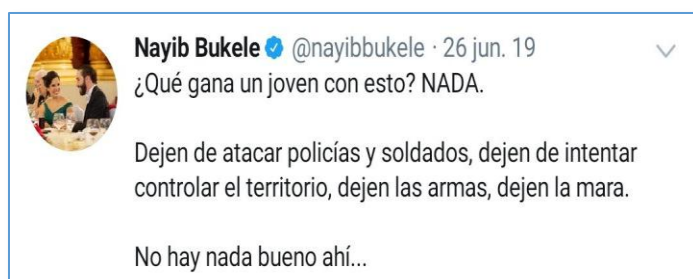 Nayib Bukele @nayibbukele · 26 jun. 19
¿Qué gana un joven con esto? NADA.
Dejen de atacar policías y soldados, dejen de intentar
controlar el territorio, dejen las armas, dejen la mara.
No hay nada bueno ahí...